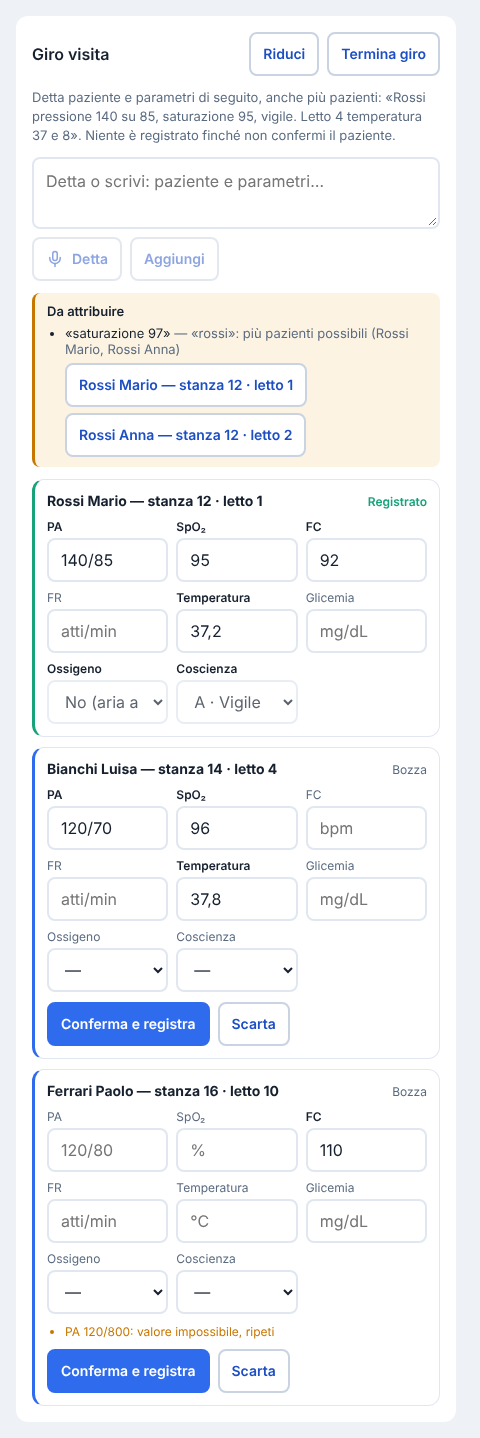 Giro visita
Riduci
Termina giro
Detta paziente e parametri di seguito, anche più pazienti: «Rossi
pressione 140 su 85, saturazione 95, vigile. Letto 4 temperatura
37 e 8». Niente è registrato finché non confermi il paziente.
Detta o scrivi: paziente e parametri...
Detta
Aggiungi
Da attribuire
• «saturazione 97» — «rossi»: più pazienti possibili (Rossi
Mario, Rossi Anna)
Rossi Mario — stanza 12 · letto 1
Rossi Anna — stanza 12 · letto 2
Rossi Mario — stanza 12 · letto 1
Registrato
PA SpO₂ FC
140/85 95 92
FR Temperatura Glicemia
atti/min 37,2 mg/dL
Ossigeno Coscienza
No (aria a A · Vigile
Bianchi Luisa — stanza 14 · letto 4
Bozza
PA SpO₂ FC
120/70 96 bpm
FR Temperatura Glicemia
atti/min 37,8 mg/dL
Ossigeno Coscienza
— —
Conferma e registra
Scarta
Ferrari Paolo — stanza 16 · letto 10
Bozza
PA SpO₂ FC
120/80 % 110
FR Temperatura Glicemia
atti/min °C mg/dL
Ossigeno Coscienza
— —
• PA 120/800: valore impossibile, ripeti
Conferma e registra
Scarta